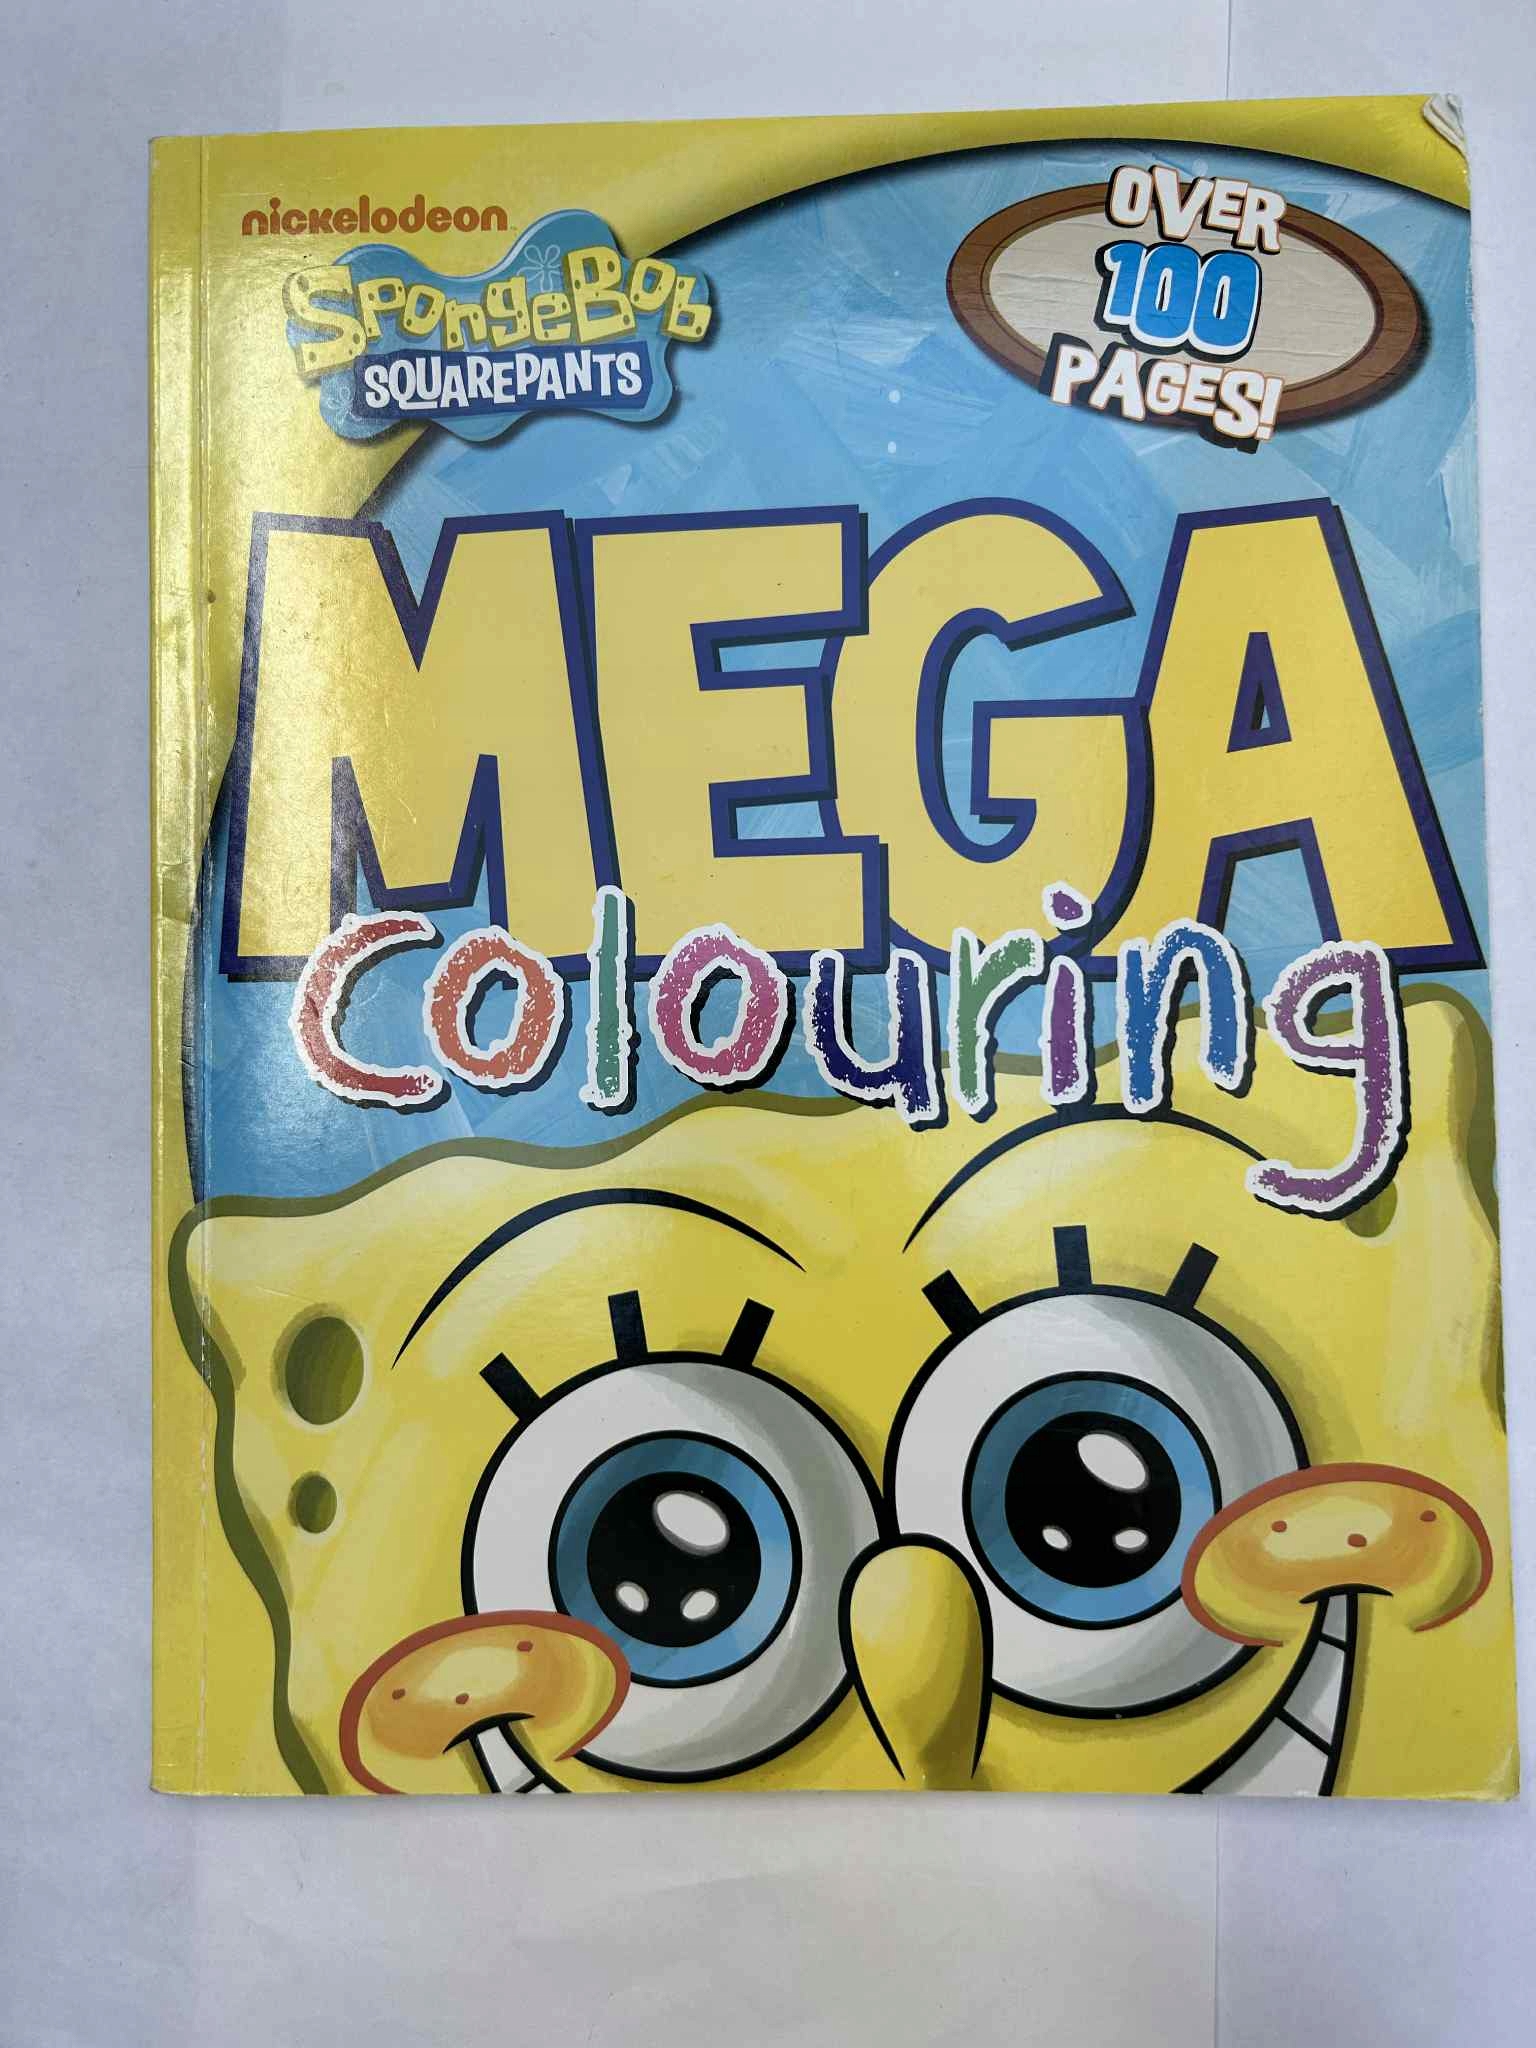 nickelodeon
SpongeBob
SQUAREPANTS
OVER
100
PAGES!
MEGA
colouring